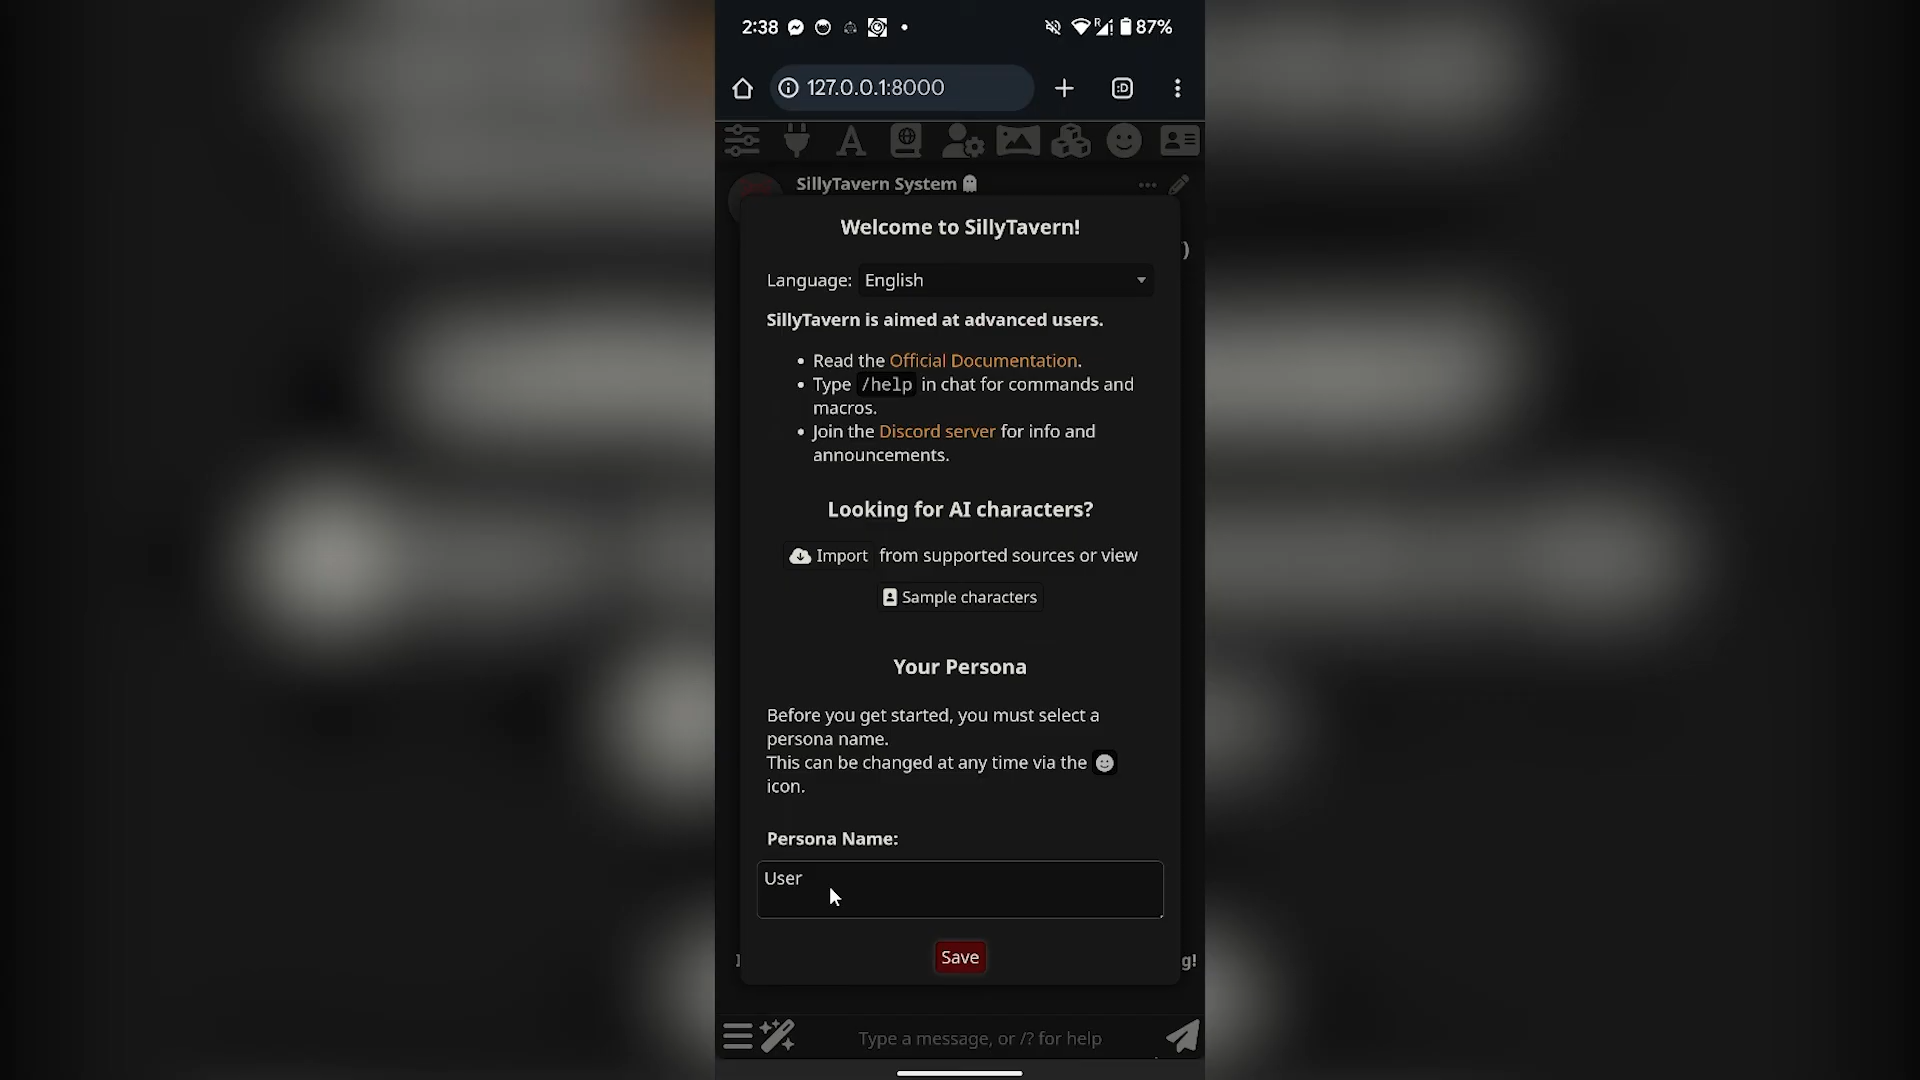 2:38
87%
127.0.0.1:8000
SillyTavern System
Welcome to SillyTavern!
Language: English
SillyTavern is aimed at advanced users.
• Read the Official Documentation.
• Type /help in chat for commands and
macros.
• Join the Discord server for info and
announcements.
Looking for AI characters?
Import from supported sources or view
Sample characters
Your Persona
Before you get started, you must select a
persona name.
This can be changed at any time via the
icon.
Persona Name:
User
Save
g!
Type a message, or /? for help